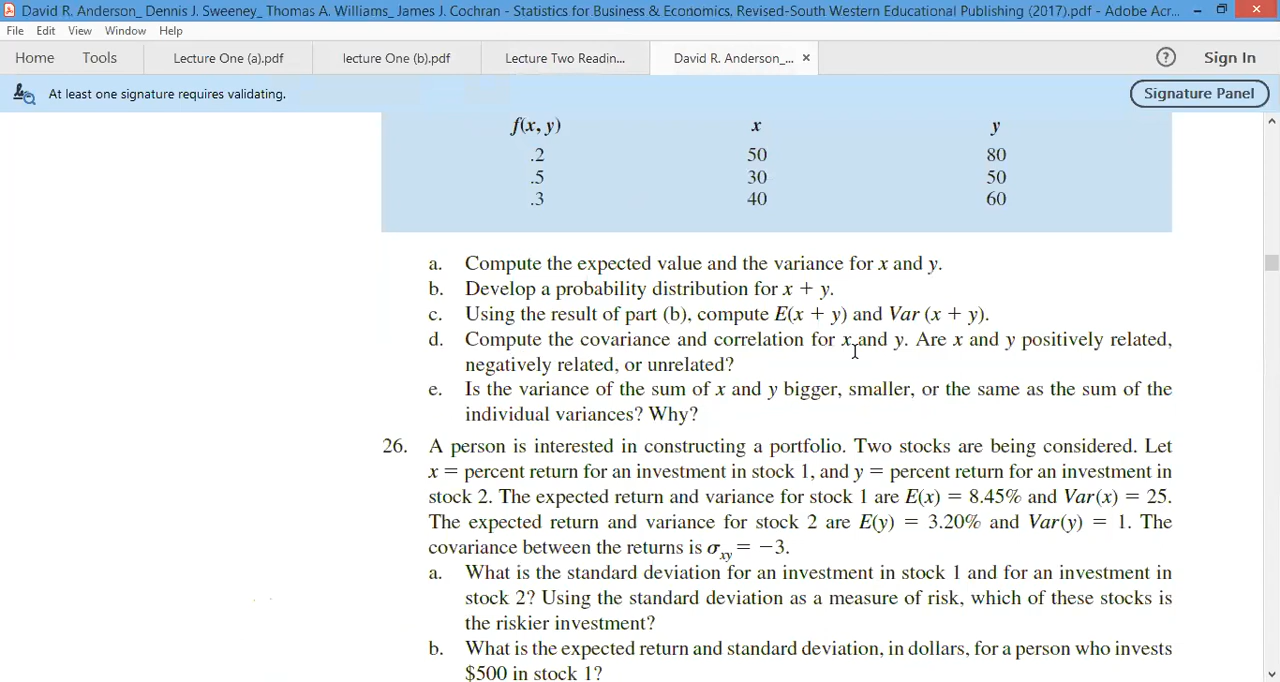 David R. Anderson_ Dennis J. Sweeney_ Thomas A. Williams_ James J. Cochran - Statistics for Business & Economics, Revised-South Western Educational Publishing (2017).pdf - Adobe Acr...
File Edit View Window Help
Home Tools Lecture One (a).pdf lecture One (b).pdf Lecture Two Readin... David R. Anderson_... × ? Sign In
At least one signature requires validating. Signature Panel
f(x, y) x y
.2 50 80
.5 30 50
.3 40 60
a. Compute the expected value and the variance for x and y.
b. Develop a probability distribution for x + y.
c. Using the result of part (b), compute E(x + y) and Var (x + y).
d. Compute the covariance and correlation for x and y. Are x and y positively related,
negatively related, or unrelated?
e. Is the variance of the sum of x and y bigger, smaller, or the same as the sum of the
individual variances? Why?
26. A person is interested in constructing a portfolio. Two stocks are being considered. Let
x = percent return for an investment in stock 1, and y = percent return for an investment in
stock 2. The expected return and variance for stock 1 are E(x) = 8.45% and Var(x) = 25.
The expected return and variance for stock 2 are E(y) = 3.20% and Var(y) = 1. The
covariance between the returns is σxy = −3.
a. What is the standard deviation for an investment in stock 1 and for an investment in
stock 2? Using the standard deviation as a measure of risk, which of these stocks is
the riskier investment?
b. What is the expected return and standard deviation, in dollars, for a person who invests
$500 in stock 1?